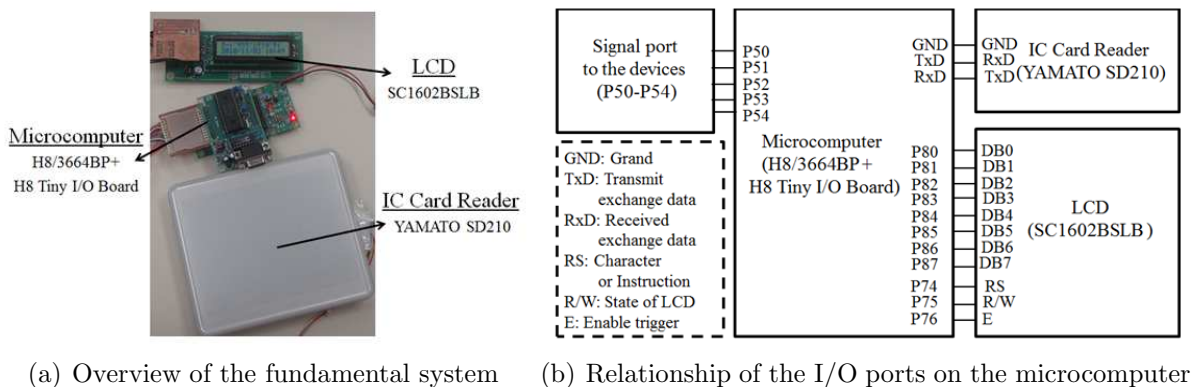 LCD
SC1602BSLB
Microcomputer
H8/3664BP+
H8 Tiny I/O Board
IC Card Reader
YAMATO SD210
(a) Overview of the fundamental system
Signal port
to the devices
(P50-P54)
P50
P51
P52
P53
P54
GND: Grand
TxD: Transmit
exchange data
RxD: Received
exchange data
RS: Character
or Instruction
R/W: State of LCD
E: Enable trigger
Microcomputer
(H8/3664BP+
H8 Tiny I/O Board)
GND GND
TxD RxD
RxD TxD
IC Card Reader
(YAMATO SD210)
P80 DB0
P81 DB1
P82 DB2
P83 DB3
P84 DB4
P85 DB5
P86 DB6
P87 DB7
P74 RS
P75 R/W
P76 E
LCD
(SC1602BSLB)
(b) Relationship of the I/O ports on the microcomputer